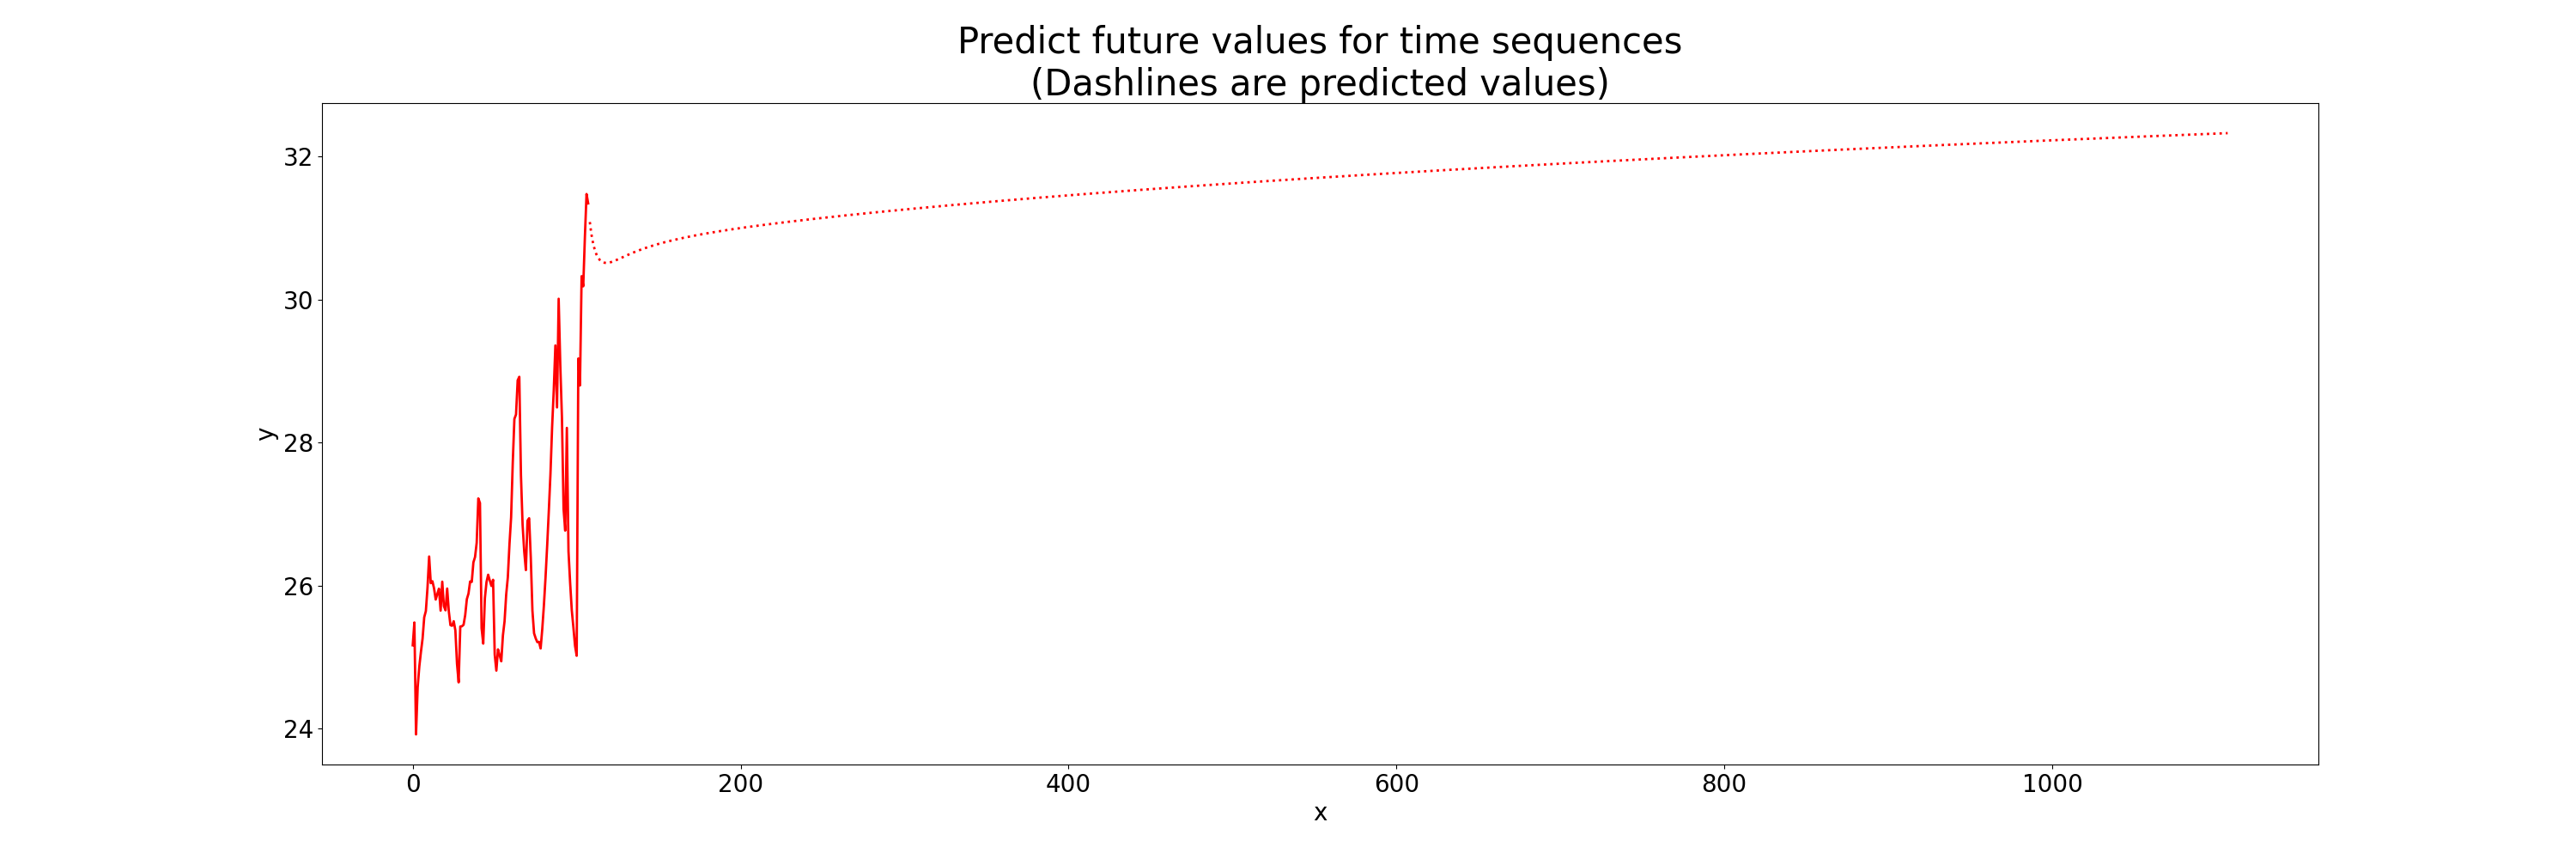 Predict future values for time sequences
(Dashlines are predicted values)
32
30
28
26
24
y
0 200 400 600 800 1000
x